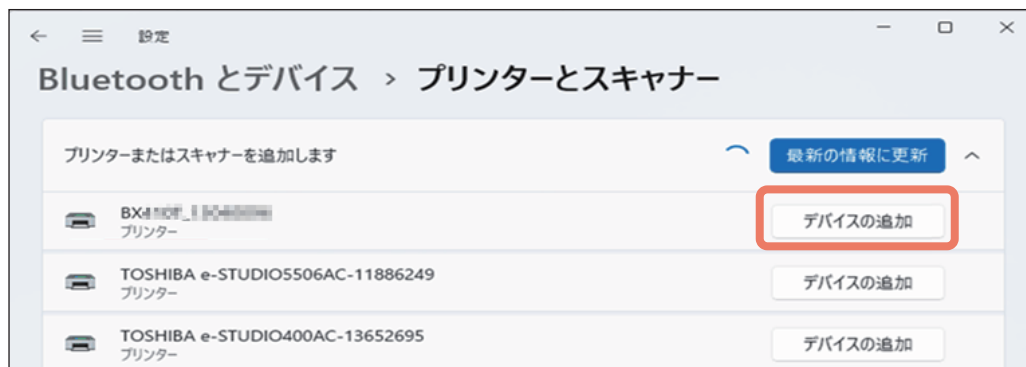 設定
Bluetooth とデバイス › プリンターとスキャナー
プリンターまたはスキャナーを追加します
最新の情報に更新
プリンター
デバイスの追加
TOSHIBA e-STUDIO5506AC-11886249
プリンター
デバイスの追加
TOSHIBA e-STUDIO400AC-13652695
プリンター
デバイスの追加